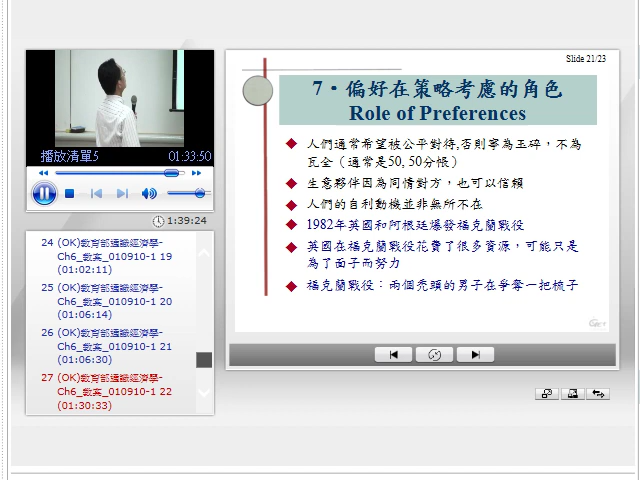 Slide 21/23
7．偏好在策略考慮的角色
Role of Preferences
人們通常希望被公平對待,否則寧為玉碎，不為
瓦全（通常是50, 50分帳）
生意夥伴因為同情對方，也可以信賴
人們的自利動機並非無所不在
1982年英國和阿根廷爆發福克蘭戰役
英國在福克蘭戰役花費了很多資源，可能只是
為了面子而努力
福克蘭戰役：兩個禿頭的男子在爭奪一把梳子
播放清單5 01:33:50
1:39:24
24 (OK)教育部通識經濟學-
Ch6_教案_010910-1 19
(01:02:11)
25 (OK)教育部通識經濟學-
Ch6_教案_010910-1 20
(01:06:14)
26 (OK)教育部通識經濟學-
Ch6_教案_010910-1 21
(01:06:30)
27 (OK)教育部通識經濟學-
Ch6_教案_010910-1 22
(01:30:33)